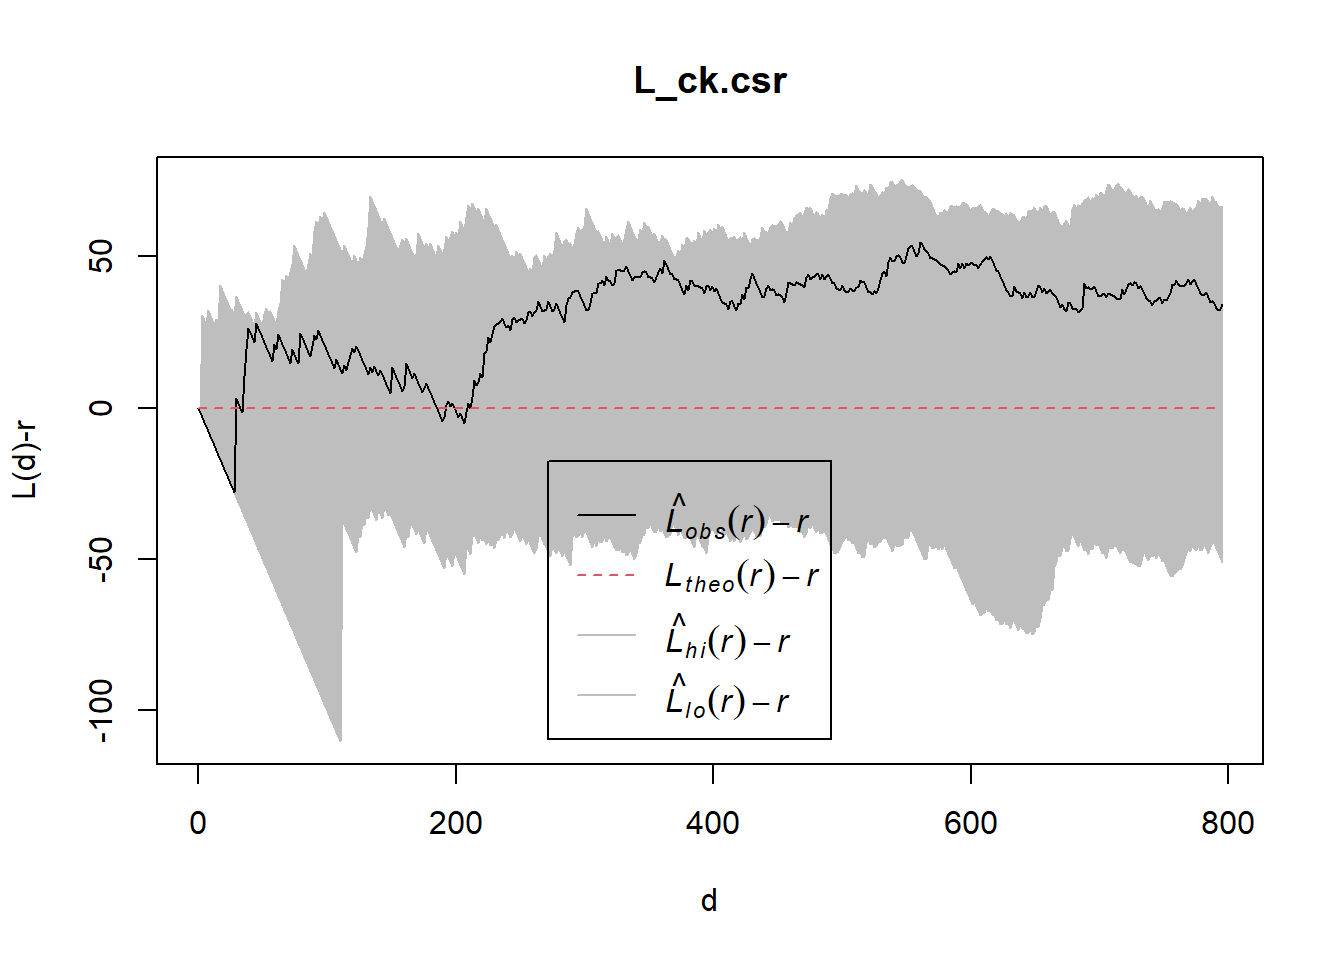 L_ck.csr
L(d)-r
50
0
-50
-100
L̂obs(r) – r
Ltheo(r) – r
L̂hi(r) – r
L̂lo(r) – r
0 200 400 600 800
d